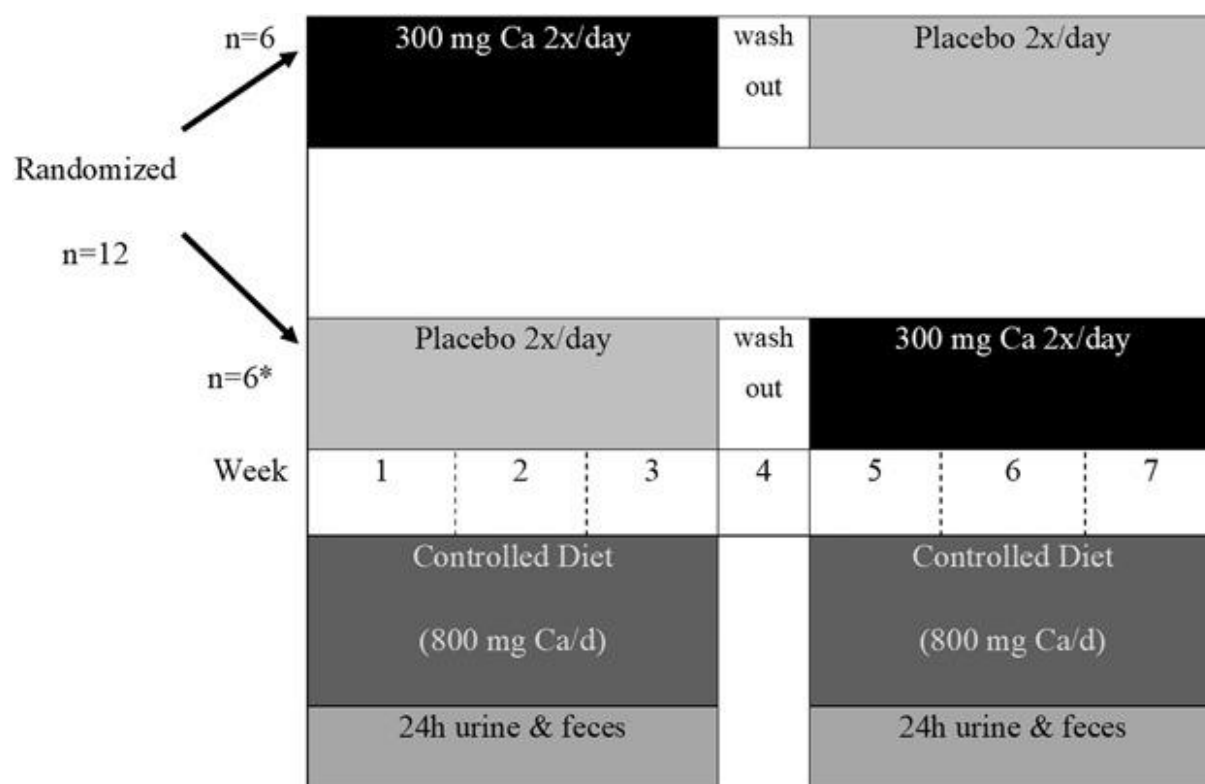 n=6
300 mg Ca 2x/day
wash
out
Placebo 2x/day
Randomized
n=12
n=6*
Placebo 2x/day
wash
out
300 mg Ca 2x/day
Week
1
2
3
4
5
6
7
Controlled Diet
(800 mg Ca/d)
Controlled Diet
(800 mg Ca/d)
24h urine & feces
24h urine & feces